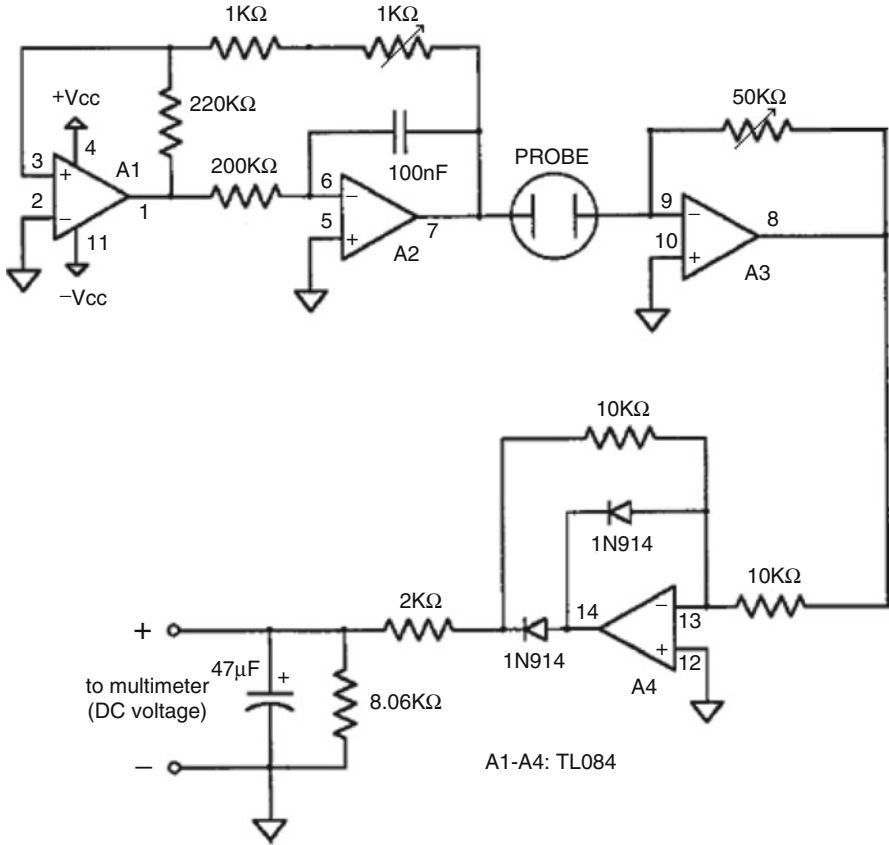 1KΩ
1KΩ
+Vcc
220KΩ
50KΩ
4
3
+
A1
200KΩ
100nF
PROBE
2
−
1
6
−
9
−
8
11
5
+
7
10
+
−Vcc
A2
A3
10KΩ
1N914
10KΩ
2KΩ
14
−
13
+
1N914
+
12
47µF
+
A4
to multimeter
(DC voltage)
8.06KΩ
−
A1-A4: TL084